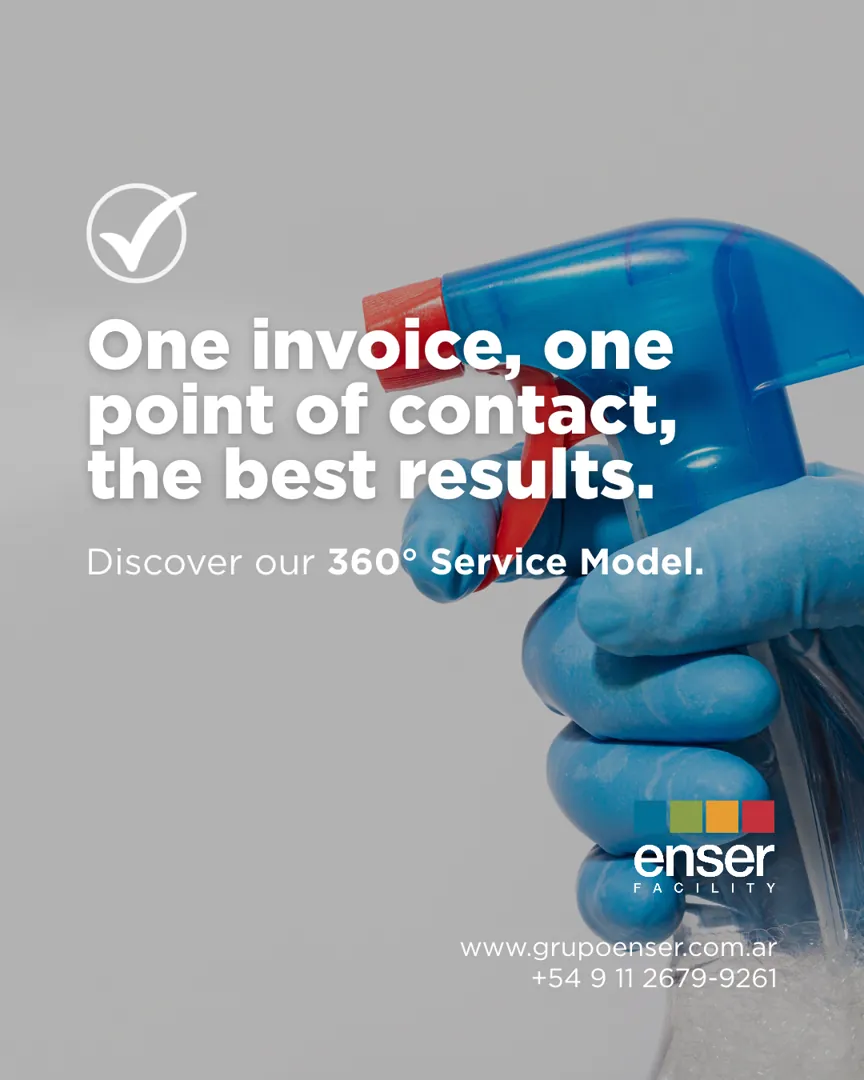 One invoice, one
point of contact,
the best results.
Discover our 360° Service Model.
enser
FACILITY
www.grupoenser.com.ar
+54 9 11 2679-9261